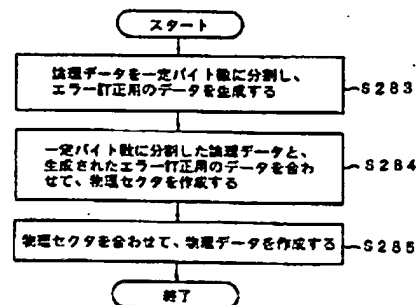 スタート
論理データを一定バイト数に分割し、
エラー訂正用のデータを生成する
S283
一定バイト数に分割した論理データと、
生成されたエラー訂正用のデータを合わ
せて、物理セクタを作成する
S284
物理セクタを合わせて、物理データを作成する
S285
終了